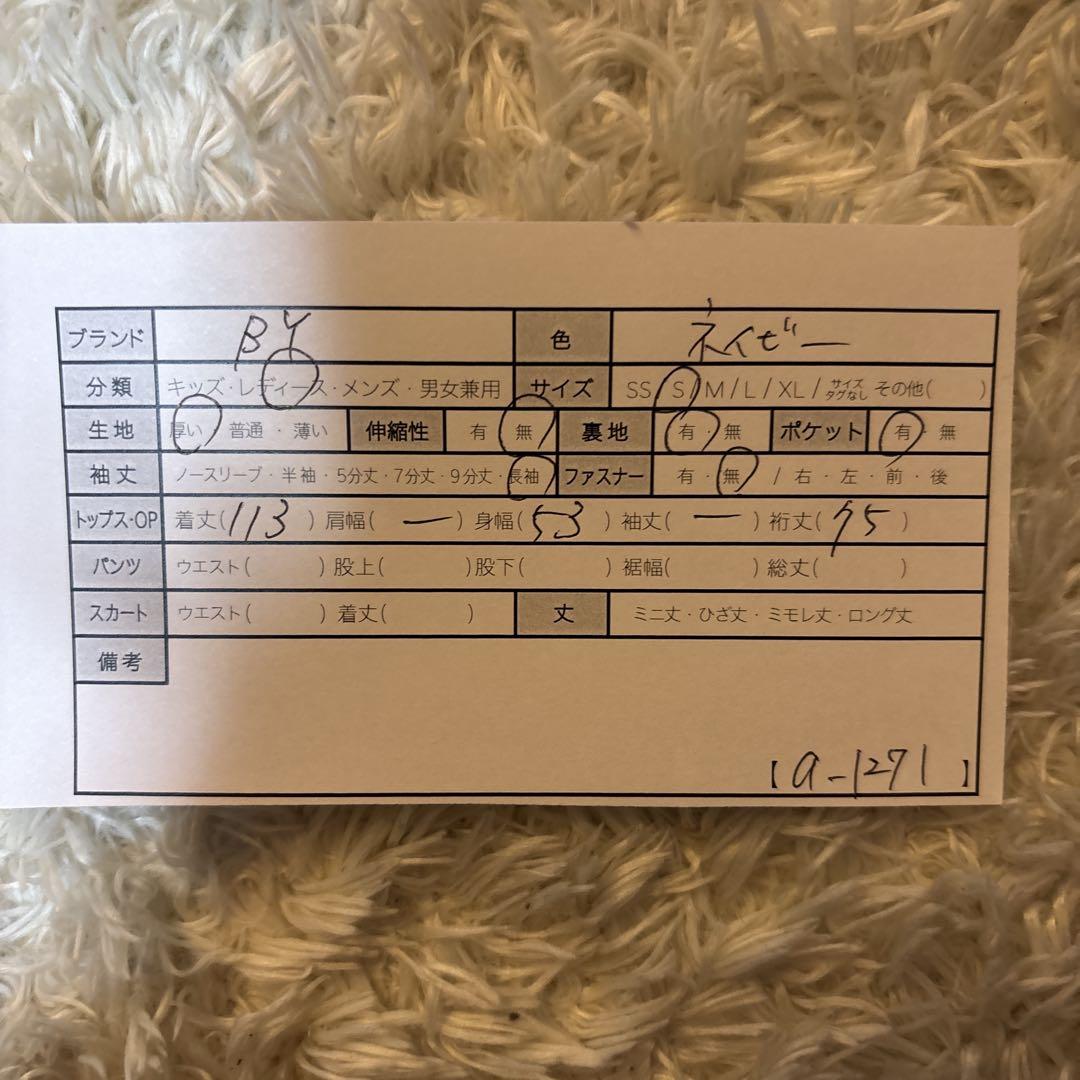 ブランド BY 色 ネイビー
分類 キッズ・レディース・メンズ・男女兼用 サイズ SS/S/M/L/XL/サイズタグなし その他( )
生地 厚い・普通・薄い 伸縮性 有・無 裏地 有・無 ポケット 有・無
袖丈 ノースリーブ・半袖・5分丈・7分丈・9分丈・長袖 ファスナー 有・無 / 右・左・前・後
トップス・OP 着丈(113) 肩幅(ー) 身幅(53) 袖丈(ー) 裄丈(75)
パンツ ウエスト( ) 股上( ) 股下( ) 裾幅( ) 総丈( )
スカート ウエスト( ) 着丈( ) 丈 ミニ丈・ひざ丈・ミモレ丈・ロング丈
備考
【a-1271】